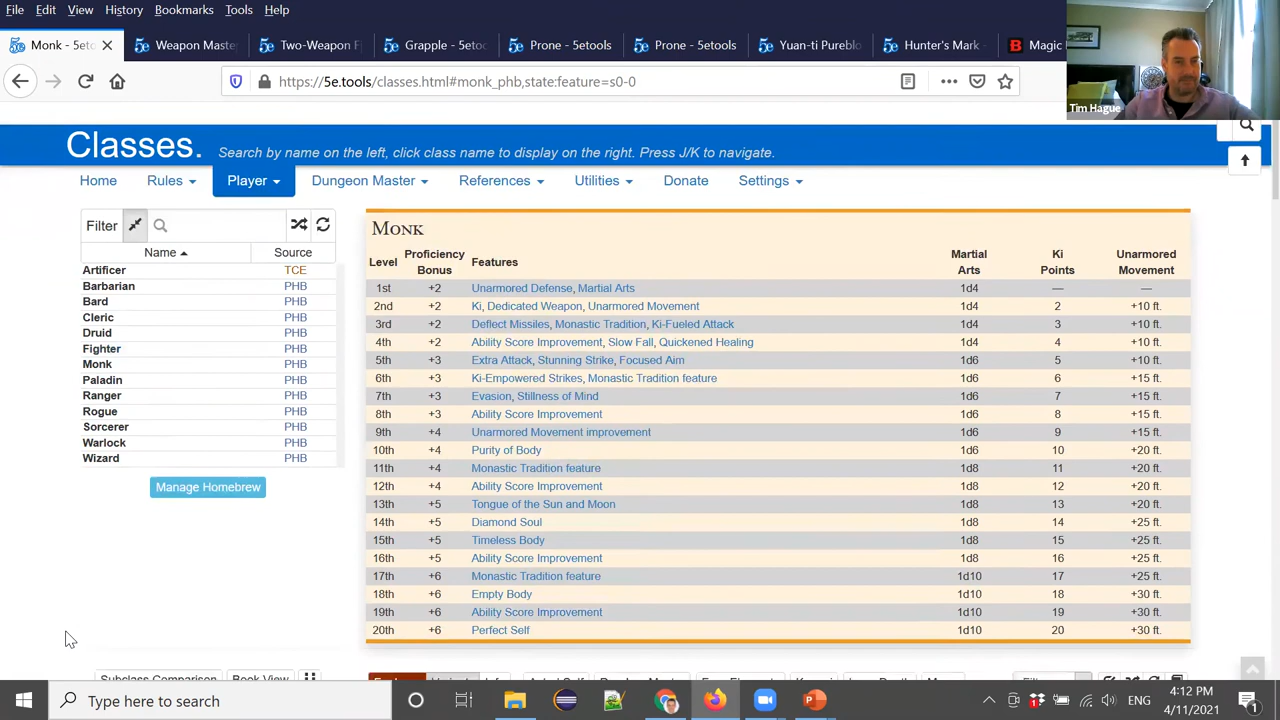 File Edit View History Bookmarks Tools Help
Monk - 5eto Weapon Maste Two-Weapon F Grapple - 5etoo Prone - 5etools Prone - 5etools Yuan-ti Pureblo Hunter's Mark - Magic
https://5e.tools/classes.html#monk_phb,state:feature=s0-0
Tim Hague
Classes. Search by name on the left, click class name to display on the right. Press J/K to navigate.
Home Rules Player Dungeon Master References Utilities Donate Settings
Filter
Name Source
Artificer TCE
Barbarian PHB
Bard PHB
Cleric PHB
Druid PHB
Fighter PHB
Monk PHB
Paladin PHB
Ranger PHB
Rogue PHB
Sorcerer PHB
Warlock PHB
Wizard PHB
Manage Homebrew
Monk
Level Proficiency Bonus Features Martial Arts Ki Points Unarmored Movement
1st +2 Unarmored Defense, Martial Arts 1d4 — —
2nd +2 Ki, Dedicated Weapon, Unarmored Movement 1d4 2 +10 ft.
3rd +2 Deflect Missiles, Monastic Tradition, Ki-Fueled Attack 1d4 3 +10 ft.
4th +2 Ability Score Improvement, Slow Fall, Quickened Healing 1d4 4 +10 ft.
5th +3 Extra Attack, Stunning Strike, Focused Aim 1d6 5 +10 ft.
6th +3 Ki-Empowered Strikes, Monastic Tradition feature 1d6 6 +15 ft.
7th +3 Evasion, Stillness of Mind 1d6 7 +15 ft.
8th +3 Ability Score Improvement 1d6 8 +15 ft.
9th +4 Unarmored Movement improvement 1d6 9 +15 ft.
10th +4 Purity of Body 1d6 10 +20 ft.
11th +4 Monastic Tradition feature 1d8 11 +20 ft.
12th +4 Ability Score Improvement 1d8 12 +20 ft.
13th +5 Tongue of the Sun and Moon 1d8 13 +20 ft.
14th +5 Diamond Soul 1d8 14 +25 ft.
15th +5 Timeless Body 1d8 15 +25 ft.
16th +5 Ability Score Improvement 1d8 16 +25 ft.
17th +6 Monastic Tradition feature 1d10 17 +25 ft.
18th +6 Empty Body 1d10 18 +30 ft.
19th +6 Ability Score Improvement 1d10 19 +30 ft.
20th +6 Perfect Self 1d10 20 +30 ft.
Subclass Comparison Book View
Type here to search
ENG
4:12 PM
4/11/2021